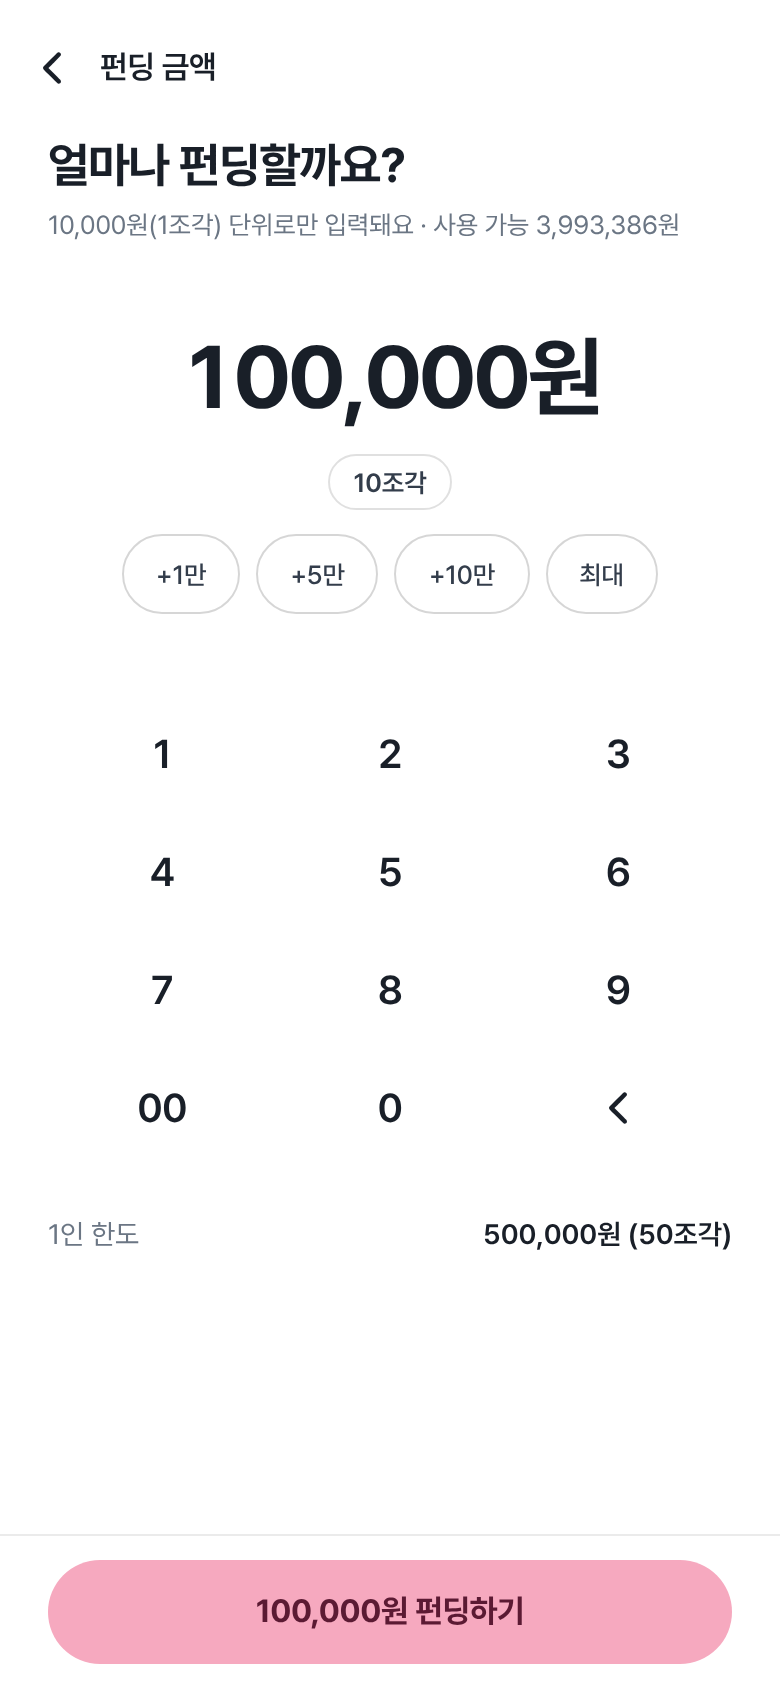 펀딩 금액
얼마나 펀딩할까요?
10,000원(1조각) 단위로만 입력돼요 · 사용 가능 3,993,386원
100,000원
10조각
+1만 +5만 +10만 최대
1 2 3
4 5 6
7 8 9
00 0
1인 한도 500,000원 (50조각)
100,000원 펀딩하기